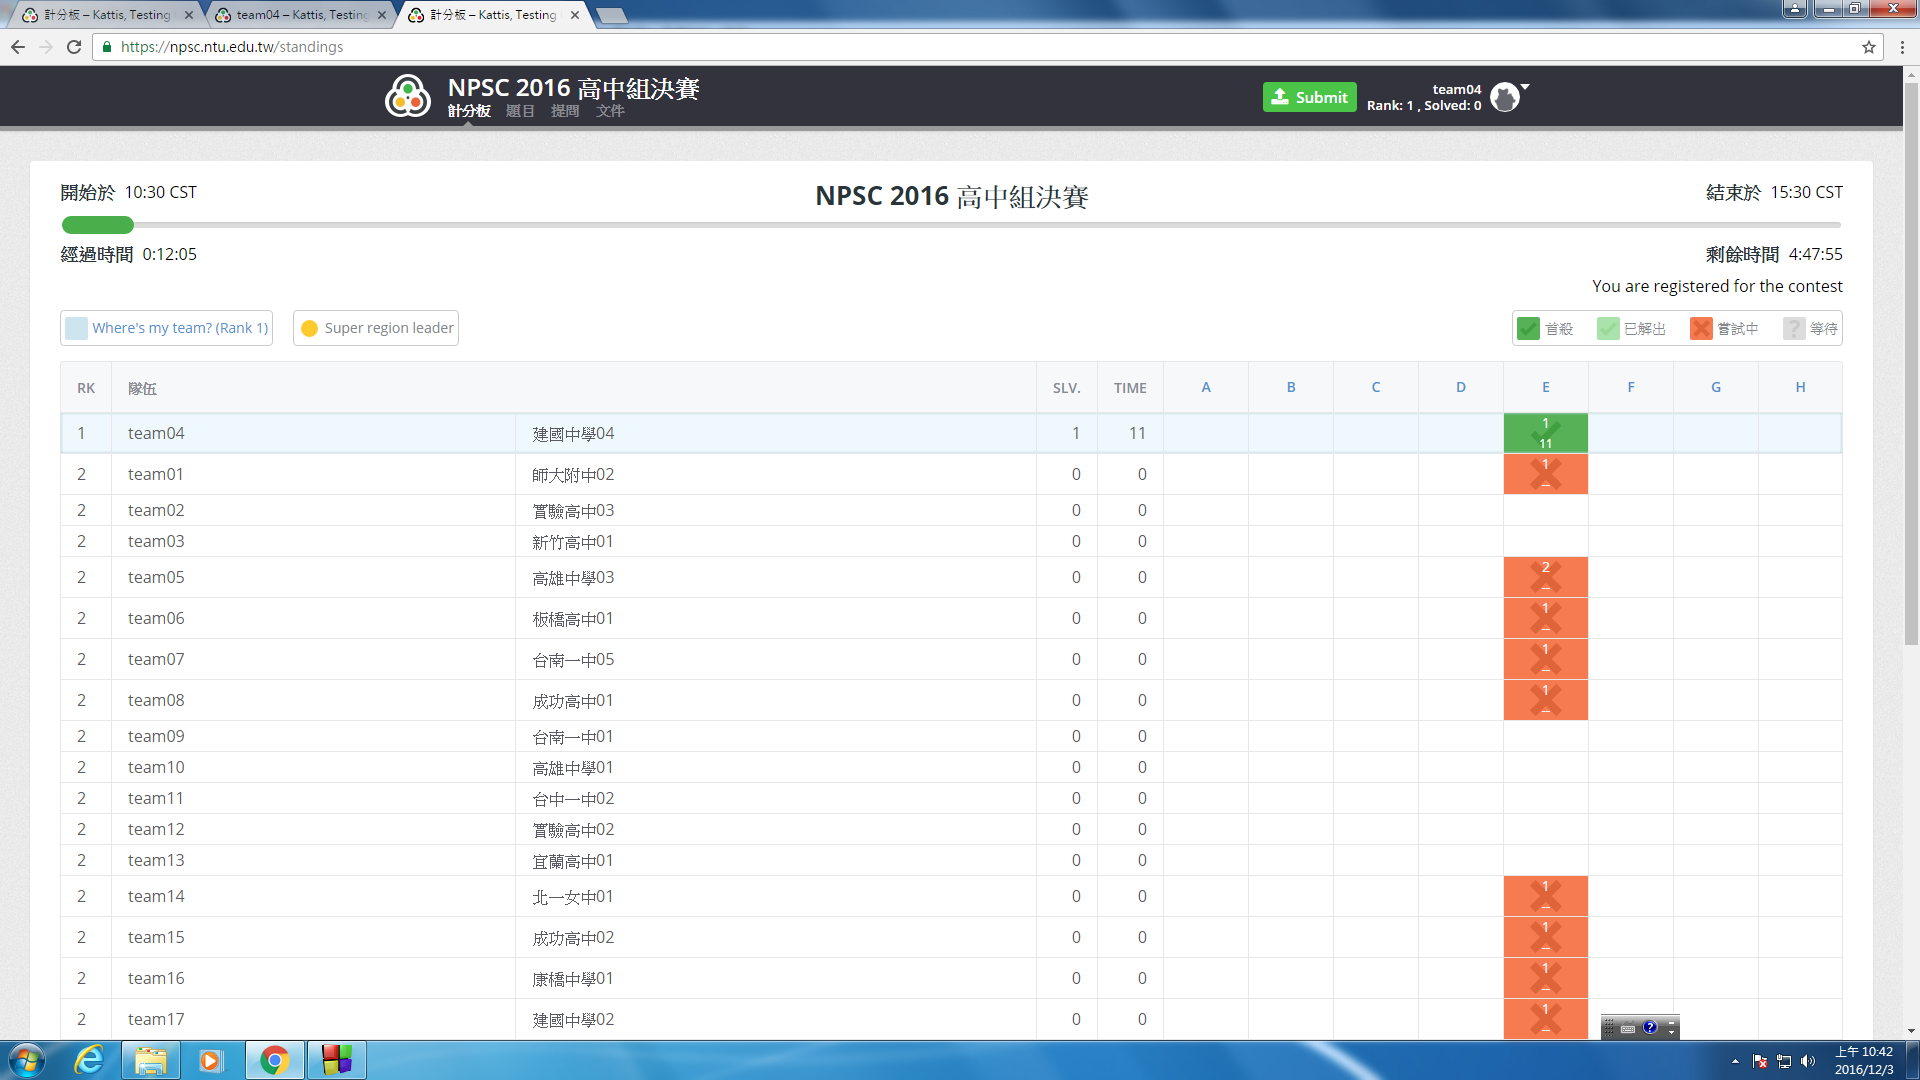 計分板 – Kattis, Testing
team04 – Kattis, Testing
計分板 – Kattis, Testing
https://npsc.ntu.edu.tw/standings
NPSC 2016 高中組決賽
計分板 題目 提問 文件
Submit
team04
Rank: 1 , Solved: 0
開始於 10:30 CST
NPSC 2016 高中組決賽
結束於 15:30 CST
經過時間 0:12:05
剩餘時間 4:47:55
You are registered for the contest
Where's my team? (Rank 1) Super region leader
首殺 已解出 嘗試中 ? 等待
RK 隊伍 SLV. TIME A B C D E F G H
1 team04 建國中學04 1 11 1 11
2 team01 師大附中02 0 0 1 --
2 team02 實驗高中03 0 0
2 team03 新竹高中01 0 0
2 team05 高雄中學03 0 0 2 --
2 team06 板橋高中01 0 0 1 --
2 team07 台南一中05 0 0 1 --
2 team08 成功高中01 0 0 1 --
2 team09 台南一中01 0 0
2 team10 高雄中學01 0 0
2 team11 台中一中02 0 0
2 team12 實驗高中02 0 0
2 team13 宜蘭高中01 0 0
2 team14 北一女中01 0 0 1 --
2 team15 成功高中02 0 0 1 --
2 team16 康橋中學01 0 0 1 --
2 team17 建國中學02 0 0 1 --
上午 10:42
2016/12/3